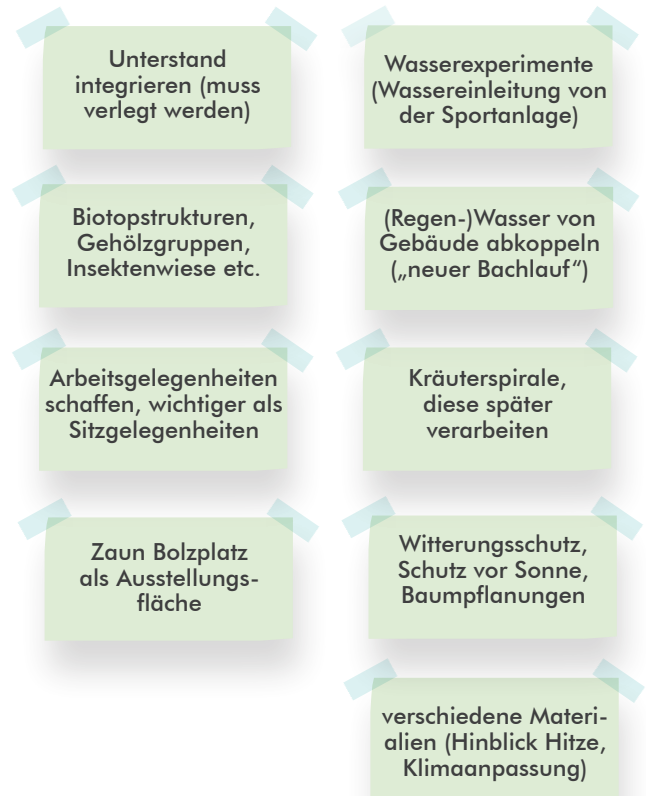 Unterstand
integrieren (muss
verlegt werden)
Wasserexperimente
(Wassereinleitung von
der Sportanlage)
Biotopstrukturen,
Gehölzgruppen,
Insektenwiese etc.
(Regen-)Wasser von
Gebäude abkoppeln
(„neuer Bachlauf“)
Arbeitsgelegenheiten
schaffen, wichtiger als
Sitzgelegenheiten
Kräuterspirale,
diese später
verarbeiten
Zaun Bolzplatz
als Ausstellungs-
fläche
Witterungsschutz,
Schutz vor Sonne,
Baumpflanungen
verschiedene Materi-
alien (Hinblick Hitze,
Klimaanpassung)